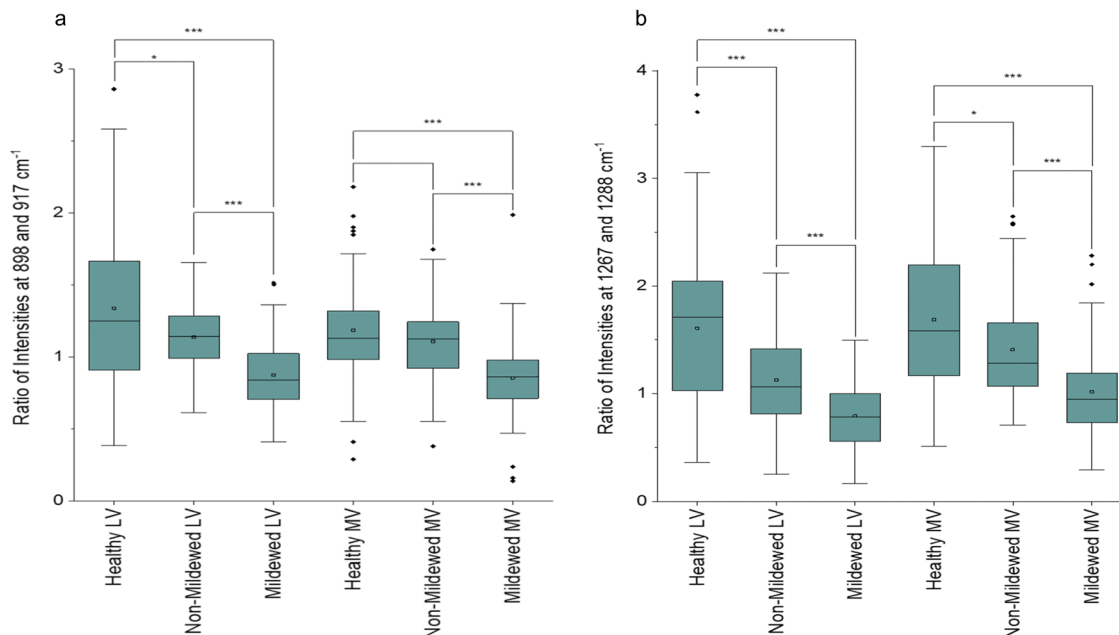 a
***
*
***
***
***
3
2
1
0
Ratio of Intensities at 898 and 917 cm-1
Healthy LV
Non-Mildewed LV
Mildewed LV
Healthy MV
Non-Mildewed MV
Mildewed MV
b
***
***
***
***
*
***
4
3
2
1
0
Ratio of Intensities at 1267 and 1288 cm-1
Healthy LV
Non-Mildewed LV
Mildewed LV
Healthy MV
Non-Mildewed MV
Mildewed MV